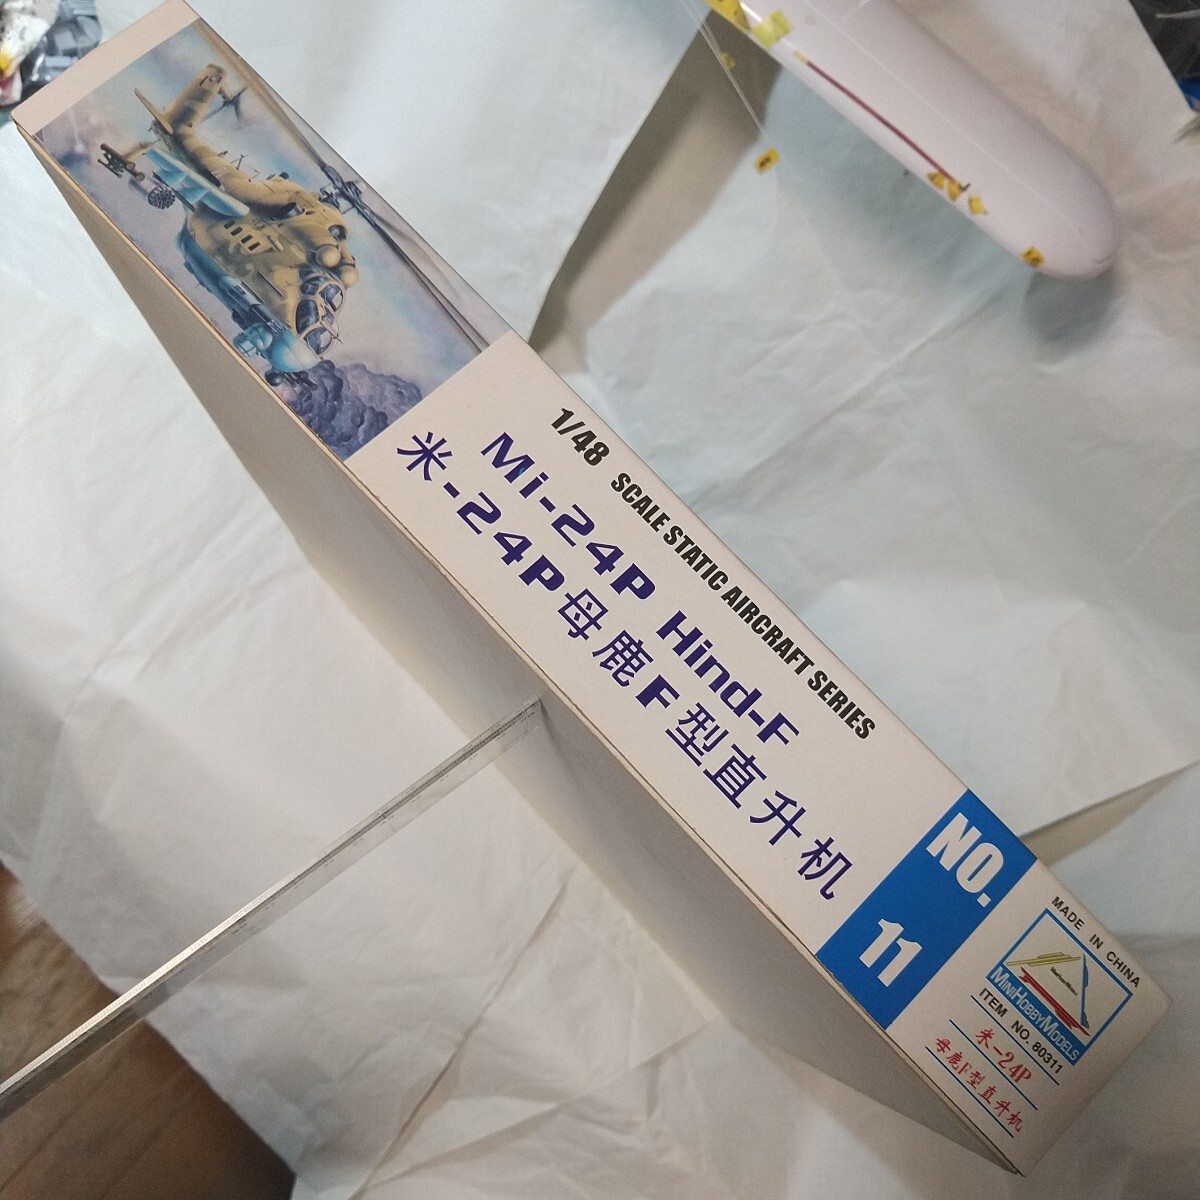 1/48 SCALE STATIC AIRCRAFT SERIES
Mi-24P Hind-F
米-24P母鹿F型直升机
NO.
11
MADE IN CHINA
MINIHOBBYMODELS
ITEM NO. 80311
米-24P
母鹿F型直升机